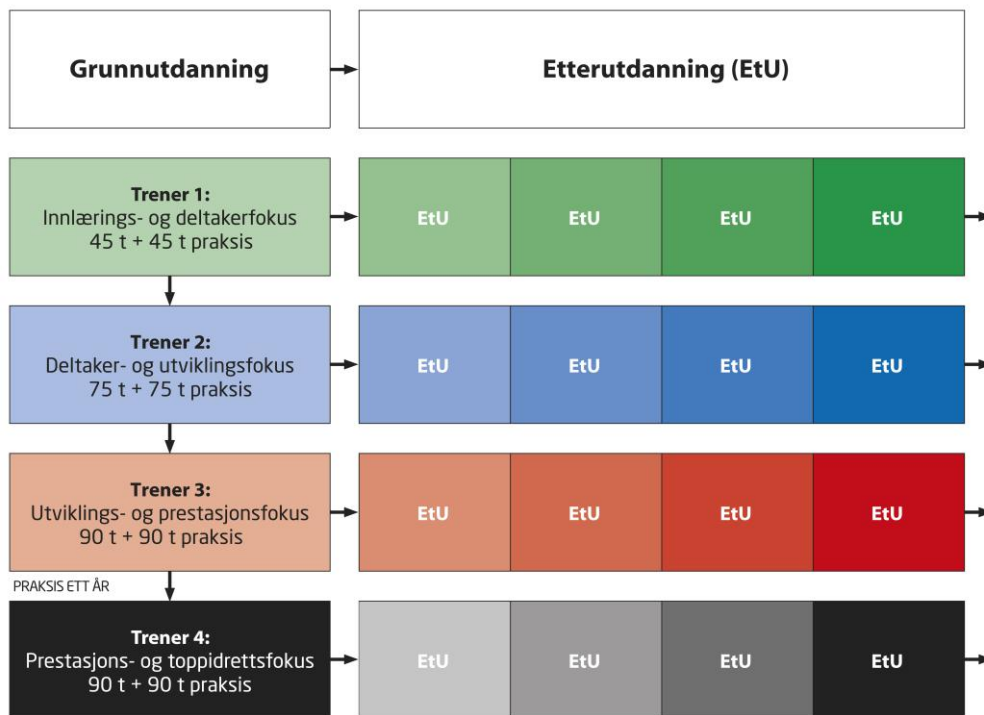 Grunnutdanning
Etterutdanning (EtU)
Trener 1:
Innlærings- og deltakerfokus
45 t + 45 t praksis
EtU
EtU
EtU
EtU
Trener 2:
Deltaker- og utviklingsfokus
75 t + 75 t praksis
EtU
EtU
EtU
EtU
Trener 3:
Utviklings- og prestasjonsfokus
90 t + 90 t praksis
EtU
EtU
EtU
EtU
PRAKSIS ETT ÅR
Trener 4:
Prestasjons- og toppidrettsfokus
90 t + 90 t praksis
EtU
EtU
EtU
EtU